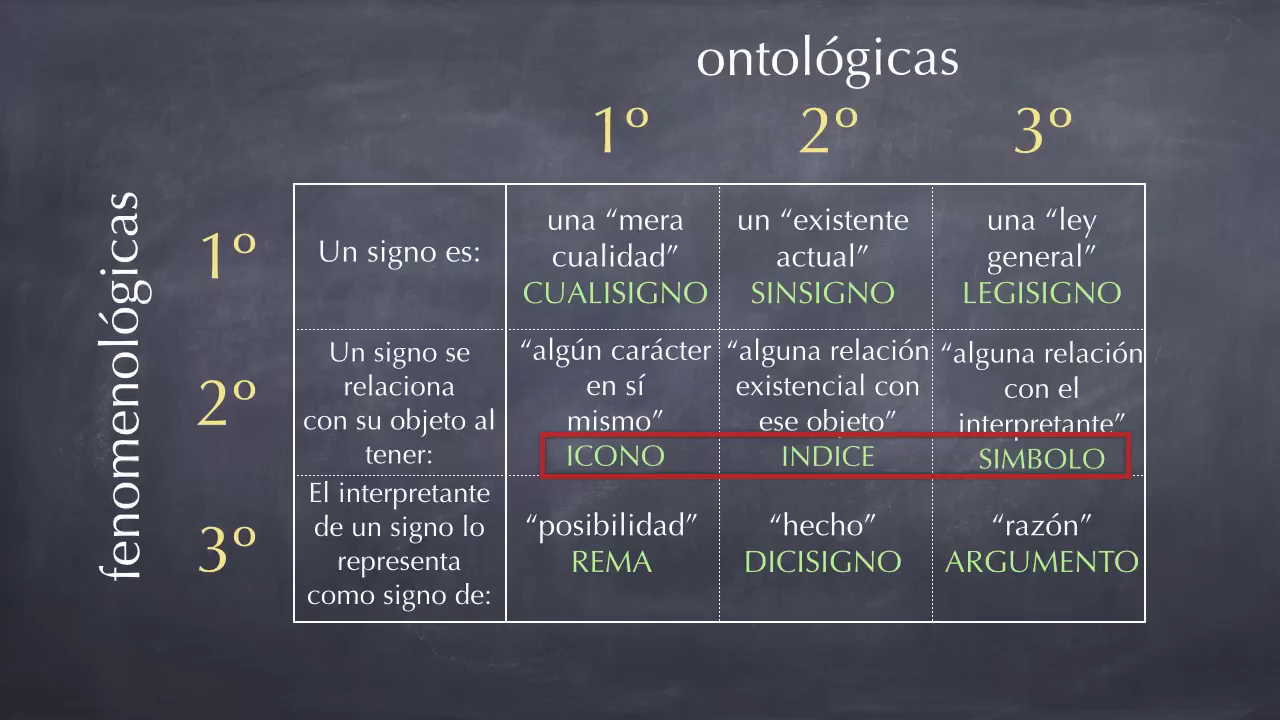 ontológicas
1º 2º 3º
fenomenológicas
1º
Un signo es:
una “mera
cualidad”
CUALISIGNO
un “existente
actual”
SINSIGNO
una “ley
general”
LEGISIGNO
2º
Un signo se
relaciona
con su objeto al
tener:
“algún carácter
en sí
mismo”
ICONO
“alguna relación
existencial con
ese objeto”
INDICE
“alguna relación
con el
interpretante”
SIMBOLO
3º
El interpretante
de un signo lo
representa
como signo de:
“posibilidad”
REMA
“hecho”
DICISIGNO
“razón”
ARGUMENTO